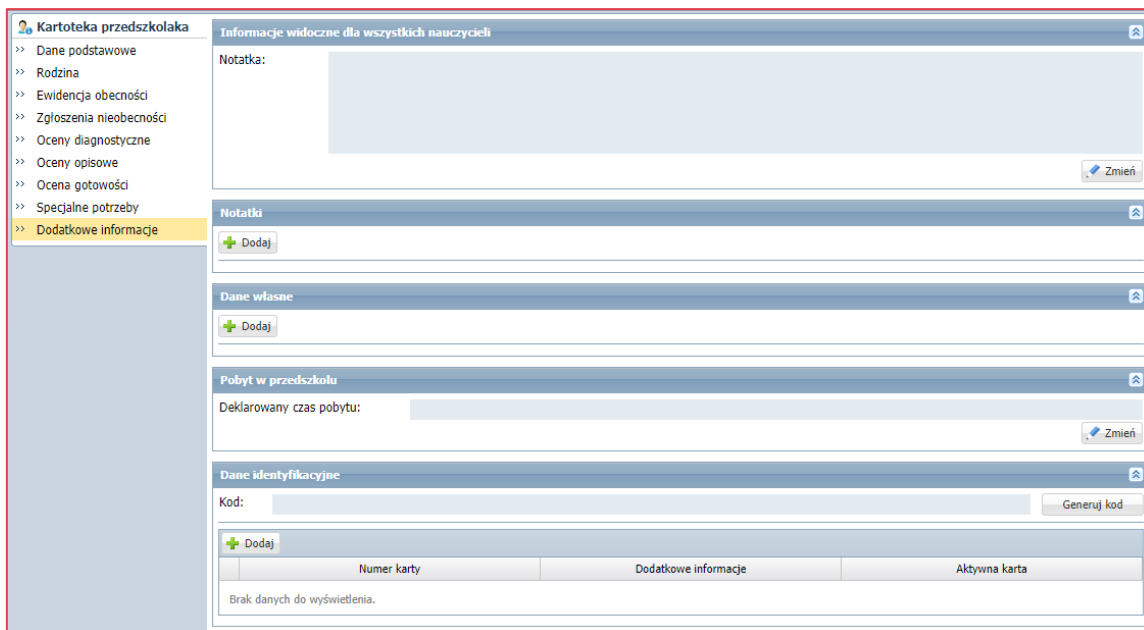 Kartoteka przedszkolaka
Dane podstawowe
Rodzina
Ewidencja obecności
Zgłoszenia nieobecności
Oceny diagnostyczne
Oceny opisowe
Ocena gotowości
Specjalne potrzeby
Dodatkowe informacje
Informacje widoczne dla wszystkich nauczycieli
Notatka:
Zmień
Notatki
Dodaj
Dane własne
Dodaj
Pobyt w przedszkolu
Deklarowany czas pobytu:
Zmień
Dane identyfikacyjne
Kod: Generuj kod
Dodaj
Numer karty Dodatkowe informacje Aktywna karta
Brak danych do wyświetlenia.